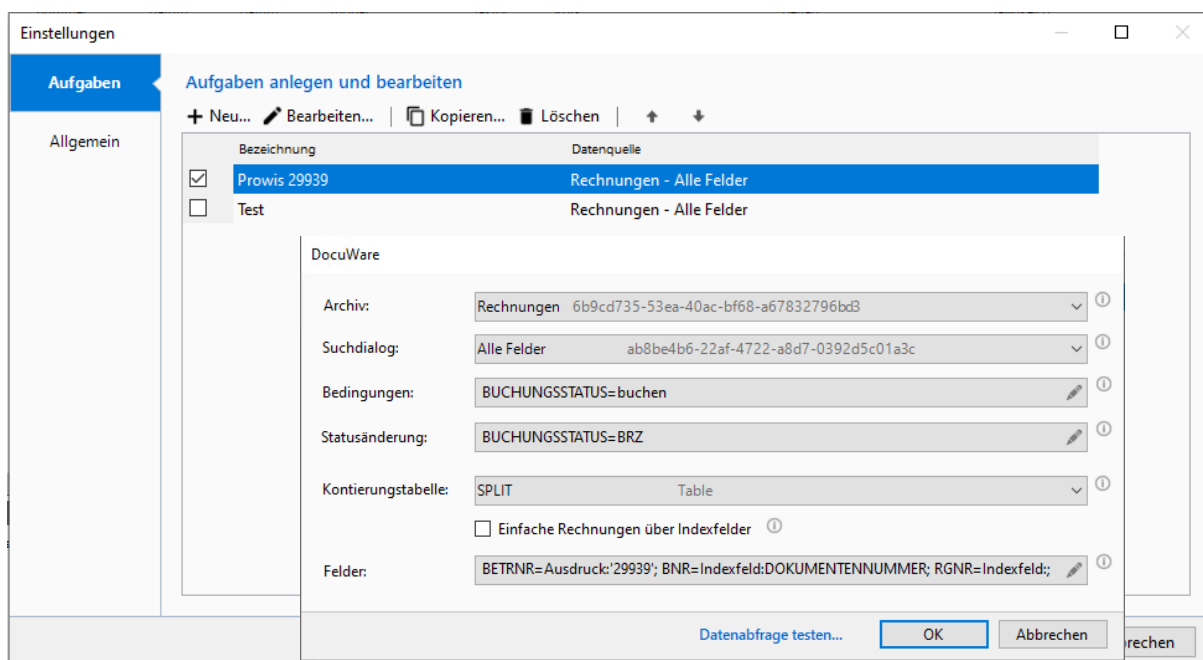 Einstellungen
Aufgaben
Allgemein
Aufgaben anlegen und bearbeiten
Neu... Bearbeiten... Kopieren... Löschen
Bezeichnung Datenquelle
Prowis 29939 Rechnungen - Alle Felder
Test Rechnungen - Alle Felder
DocuWare
Archiv: Rechnungen 6b9cd735-53ea-40ac-bf68-a67832796bd3
Suchdialog: Alle Felder ab8be4b6-22af-4722-a8d7-0392d5c01a3c
Bedingungen: BUCHUNGSSTATUS=buchen
Statusänderung: BUCHUNGSSTATUS=BRZ
Kontierungstabelle: SPLIT Table
Einfache Rechnungen über Indexfelder
Felder: BETRNR=Ausdruck:'29939'; BNR=Indexfeld:DOKUMENTENNUMMER; RGNR=Indexfeld:;
Datenabfrage testen... OK Abbrechen
rechen